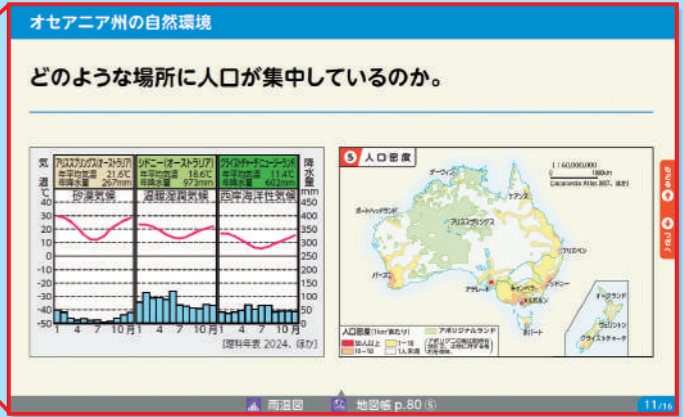 オセアニア州の自然環境
どのような場所に人口が集中しているのか。
気温
℃
アリススプリングス(オーストラリア)
年平均気温 21.6℃
年降水量 267mm
砂漠気候
シドニー(オーストラリア)
年平均気温 18.6℃
年降水量 973mm
温暖湿潤気候
クライストチャーチ(ニュージーランド)
年平均気温 11.4℃
年降水量 602mm
西岸海洋性気候
降水量
mm
40
30
20
10
0
-10
-20
-30
-40
-50
450
400
350
300
250
200
150
100
50
0
1 4 7 10月 1 4 7 10月 1 4 7 10月
〔理科年表 2024、ほか〕
5 人口密度
1:60,000,000
ダーウィン
ケアンズ
ポートヘッドランド
アリススプリングス
ブリズベン
パース
アデレード
キャンベラ
シドニー
メルボルン
ホバート
オークランド
ウェリントン
クライストチャーチ
人口密度(1km²あたり)
50人以上
10〜50
1〜10
1人未満
アボリジナルランド
雨温図
地図帳 p.80 ⑤
11/16